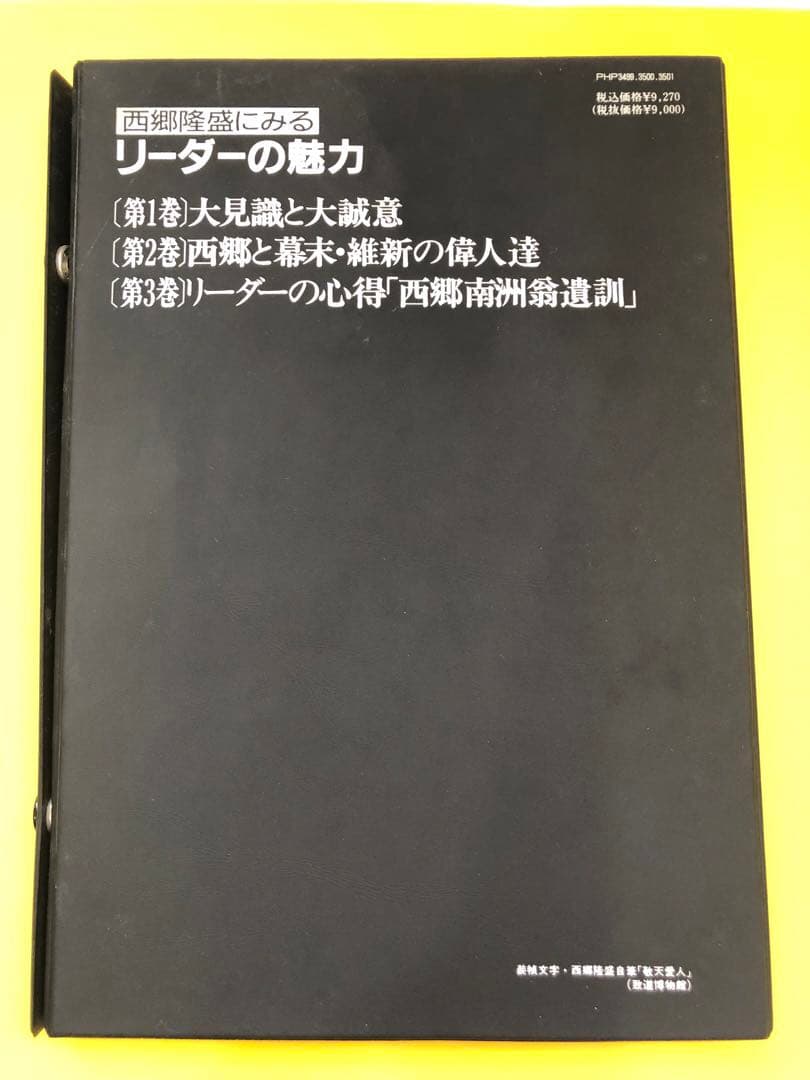 PHP3499.3500.3501
税込価格¥9,270
(税抜価格¥9,000)
西郷隆盛にみる
リーダーの魅力
〔第1巻〕大見識と大誠意
〔第2巻〕西郷と幕末・維新の偉人達
〔第3巻〕リーダーの心得「西郷南洲翁遺訓」
装幀文字・西郷隆盛自筆「敬天愛人」
(致道博物館)